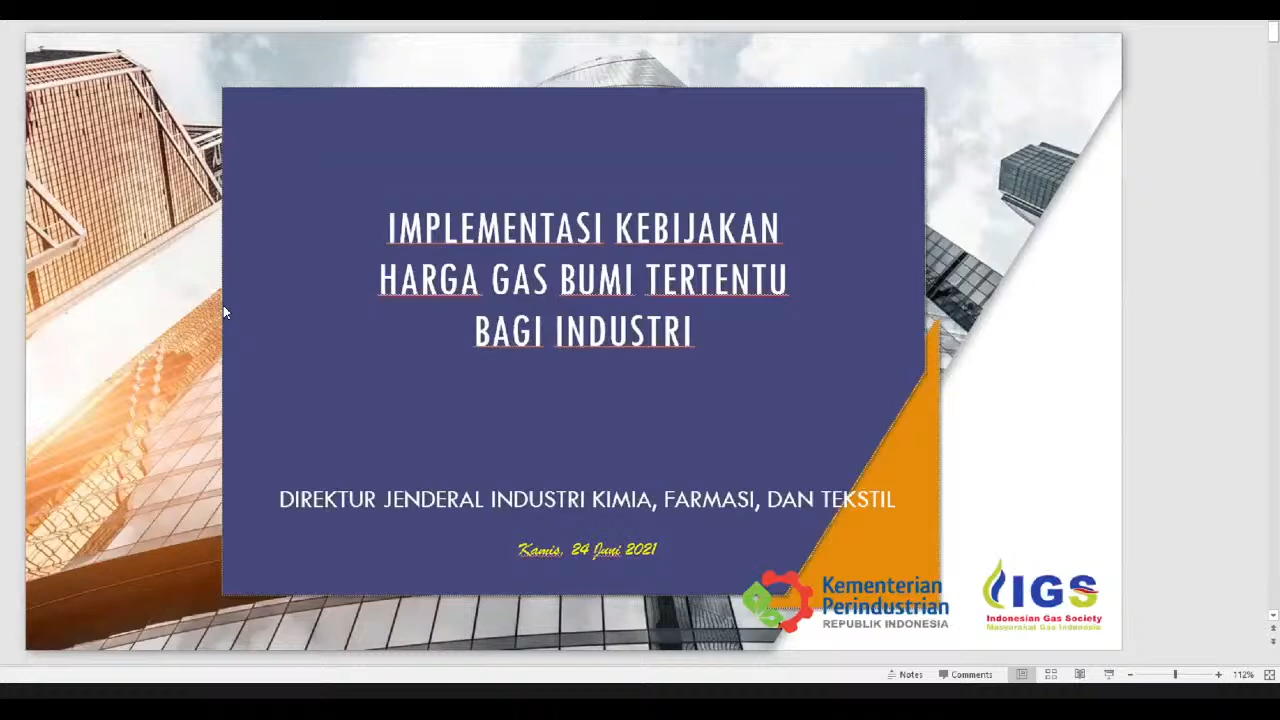 IMPLEMENTASI KEBIJAKAN
HARGA GAS BUMI TERTENTU
BAGI INDUSTRI
DIREKTUR JENDERAL INDUSTRI KIMIA, FARMASI, DAN TEKSTIL
Kamis, 24 Juni 2021
Kementerian
Perindustrian
REPUBLIK INDONESIA
IGS
Indonesian Gas Society
Masyarakat Gas Indonesia
Notes
Comments
112%